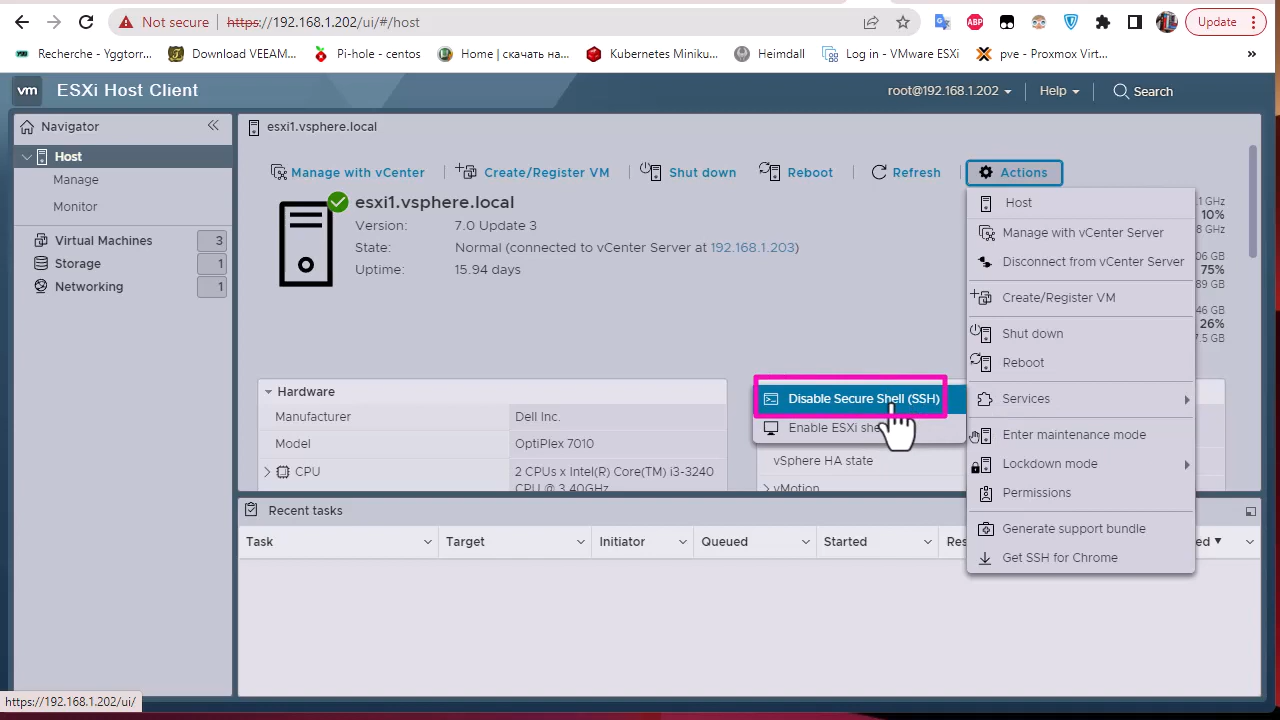 Not secure
https://192.168.1.202/ui/#/host
Update
Recherche - Yggtorr...
Download VEEAM...
Pi-hole - centos
Home | скачать на...
Kubernetes Miniku...
Heimdall
Log in - VMware ESXi
pve - Proxmox Virt...
»
vm
ESXi Host Client
root@192.168.1.202
Help
Search
Navigator
esxi1.vsphere.local
Host
Manage
Monitor
Virtual Machines
3
Storage
1
Networking
1
Manage with vCenter
Create/Register VM
Shut down
Reboot
Refresh
Actions
esxi1.vsphere.local
Version:
7.0 Update 3
State:
Normal (connected to vCenter Server at 192.168.1.203)
Uptime:
15.94 days
Host
Manage with vCenter Server
Disconnect from vCenter Server
Create/Register VM
Shut down
Reboot
Services
Enter maintenance mode
Lockdown mode
Permissions
Generate support bundle
Get SSH for Chrome
10%
75%
26%
Hardware
Manufacturer
Dell Inc.
Model
OptiPlex 7010
CPU
2 CPUs x Intel(R) Core(TM) i3-3240
CPU @ 3.40GHz
Disable Secure Shell (SSH)
Enable ESXi
vSphere HA state
vMotion
Recent tasks
Task
Target
Initiator
Queued
Started
https://192.168.1.202/ui/